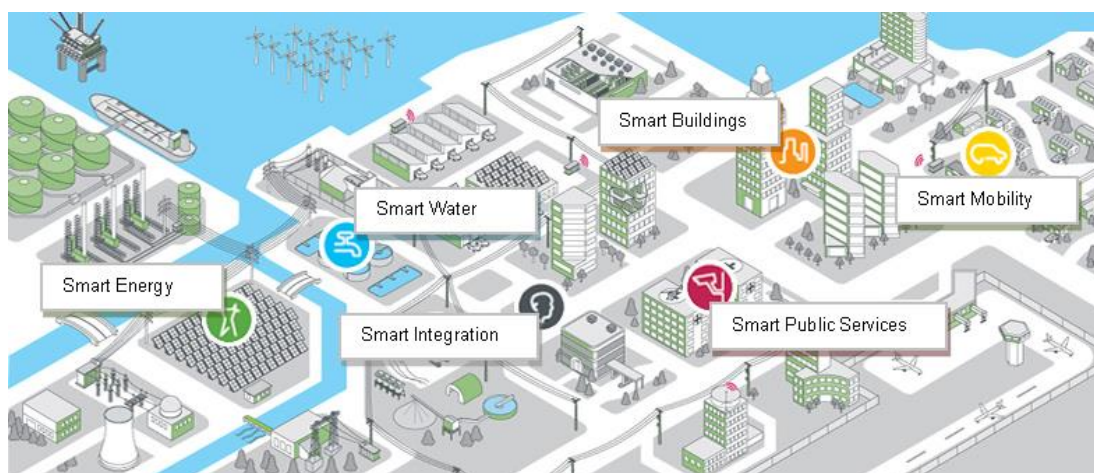 Smart Buildings
Smart Mobility
Smart Water
Smart Energy
Smart Integration
Smart Public Services